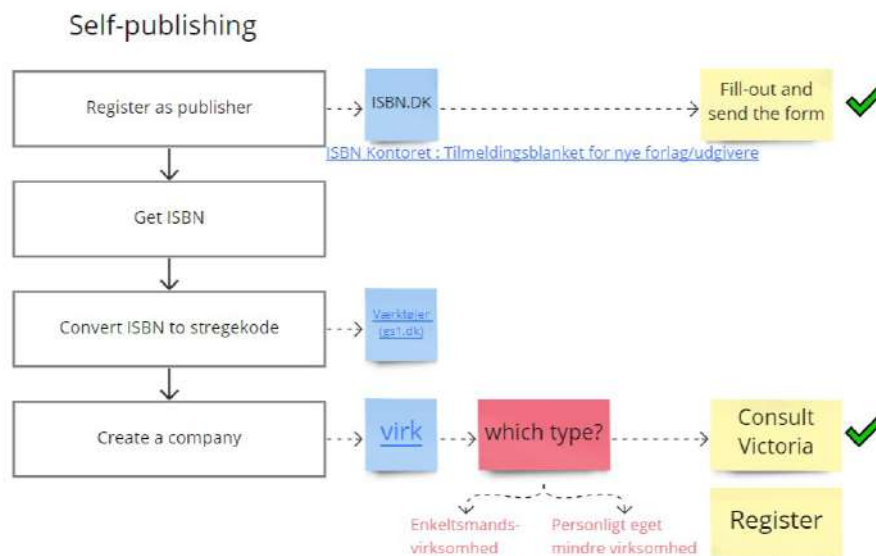 Self-publishing
Register as publisher
ISBN.DK
Fill-out and
send the form
ISBN Kontoret : Tilmeldingsblanket for nye forlag/udgivere
Get ISBN
Convert ISBN to stregekode
Værktøjer
(gs1.dk)
Create a company
virk
which type?
Consult
Victoria
Enkeltsmands-
virksomhed
Personligt eget
mindre virksomhed
Register